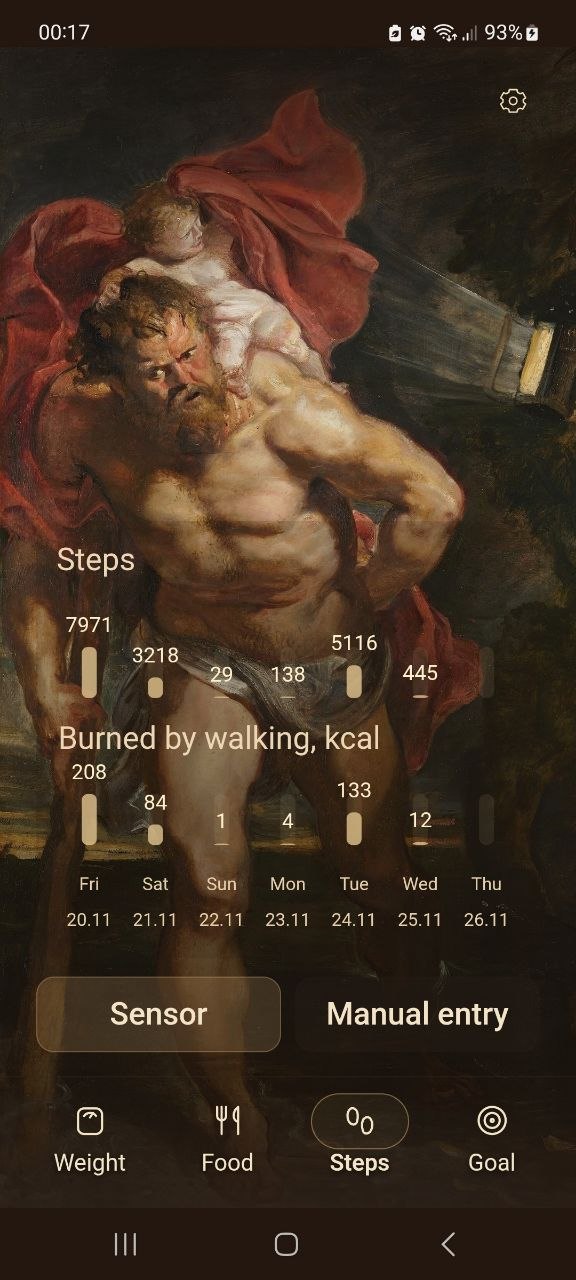 00:17 93%
Steps
7971 3218 29 138 5116 445
Burned by walking, kcal
208 84 1 4 133 12
Fri Sat Sun Mon Tue Wed Thu
20.11 21.11 22.11 23.11 24.11 25.11 26.11
Sensor Manual entry
Weight Food Steps Goal